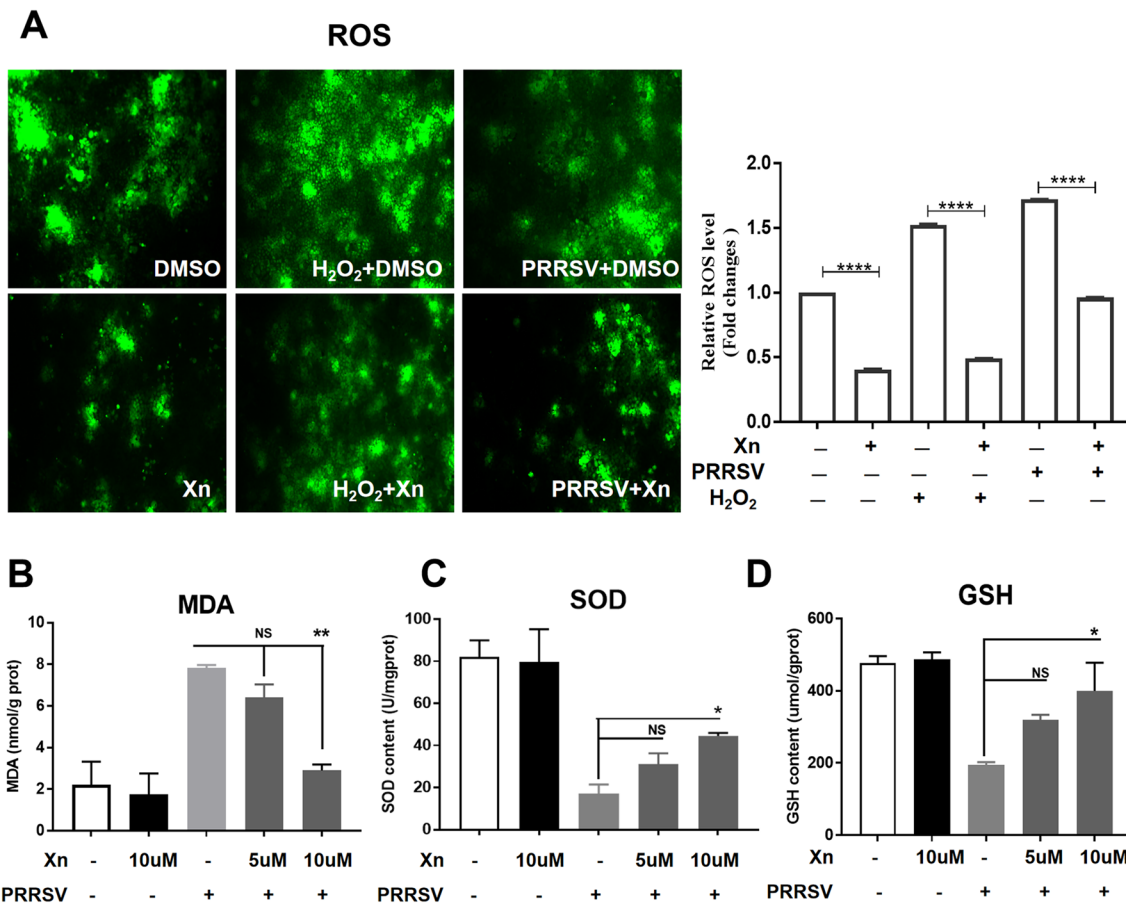 A
ROS
DMSO
H₂O₂+DMSO
PRRSV+DMSO
Xn
H₂O₂+Xn
PRRSV+Xn
Relative ROS level
(Fold changes )
2.0
1.5
1.0
0.5
0.0
**** **** ****
Xn – + – + – +
PRRSV – – – – + +
H₂O₂ – – + + – –
B
MDA
MDA (nmol/g prot)
10
8
6
4
2
0
NS **
Xn - 10uM - 5uM 10uM
PRRSV - - + + +
C
SOD
SOD content (U/mgprot)
100
80
60
40
20
0
NS *
Xn - 10uM - 5uM 10uM
PRRSV - - + + +
D
GSH
GSH content (umol/gprot)
600
400
200
0
NS *
Xn - 10uM - 5uM 10uM
PRRSV - - + + +